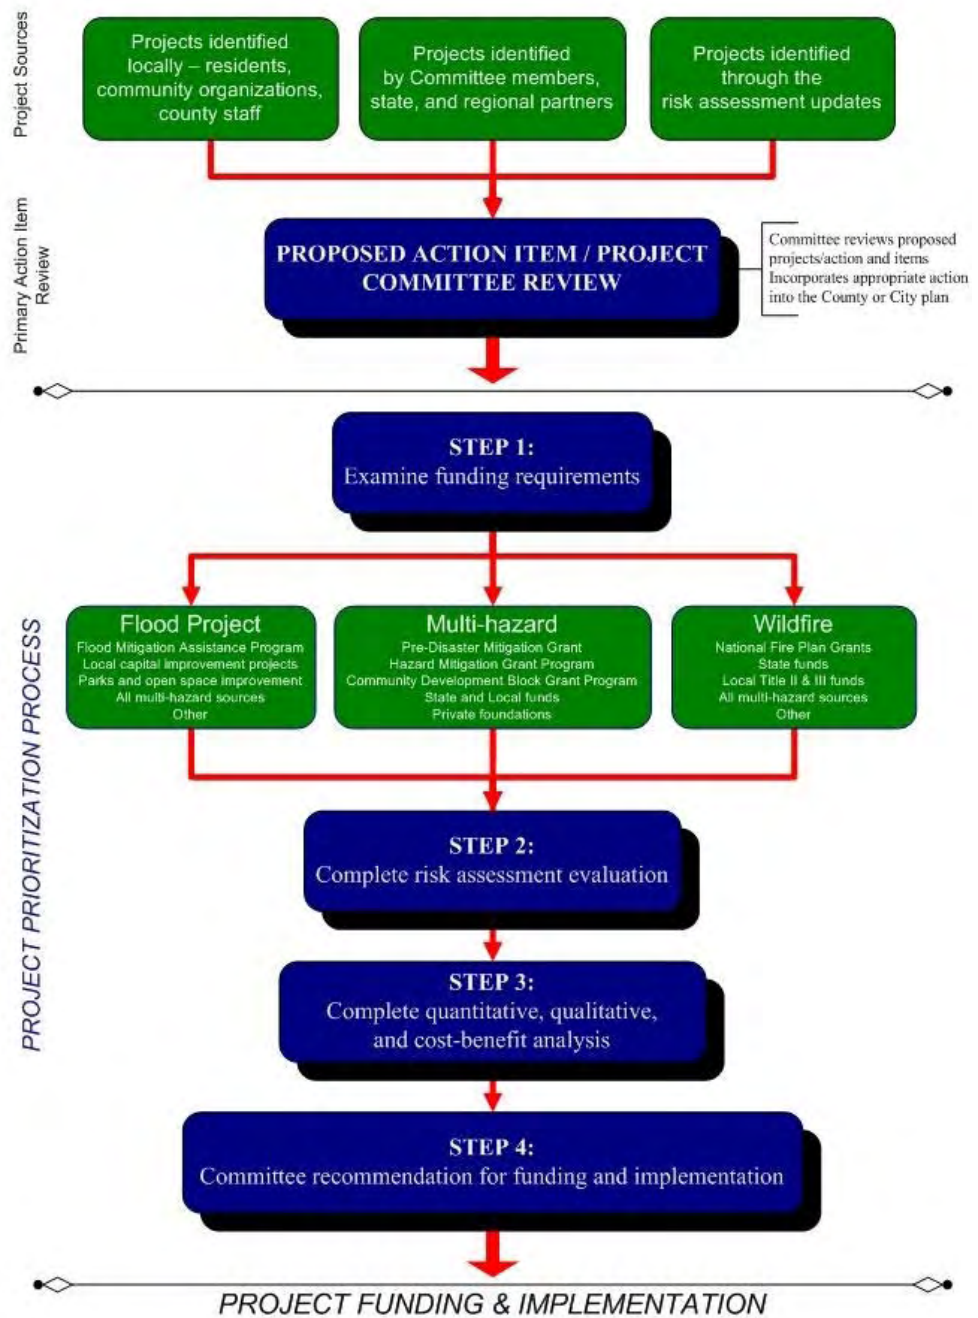 Project Sources
Projects identified
locally – residents,
community organizations,
county staff
Projects identified
by Committee members,
state, and regional partners
Projects identified
through the
risk assessment updates
Primary Action Item
Review
PROPOSED ACTION ITEM / PROJECT
COMMITTEE REVIEW
Committee reviews proposed
projects/action and items
Incorporates appropriate action
into the County or City plan
PROJECT PRIORITIZATION PROCESS
STEP 1:
Examine funding requirements
Flood Project
Flood Mitigation Assistance Program
Local capital improvement projects
Parks and open space improvement
All multi-hazard sources
Other
Multi-hazard
Pre-Disaster Mitigation Grant
Hazard Mitigation Grant Program
Community Development Block Grant Program
State and Local funds
Private foundations
Wildfire
National Fire Plan Grants
State funds
Local Title II & III funds
All multi-hazard sources
Other
STEP 2:
Complete risk assessment evaluation
STEP 3:
Complete quantitative, qualitative,
and cost-benefit analysis
STEP 4:
Committee recommendation for funding and implementation
PROJECT FUNDING & IMPLEMENTATION